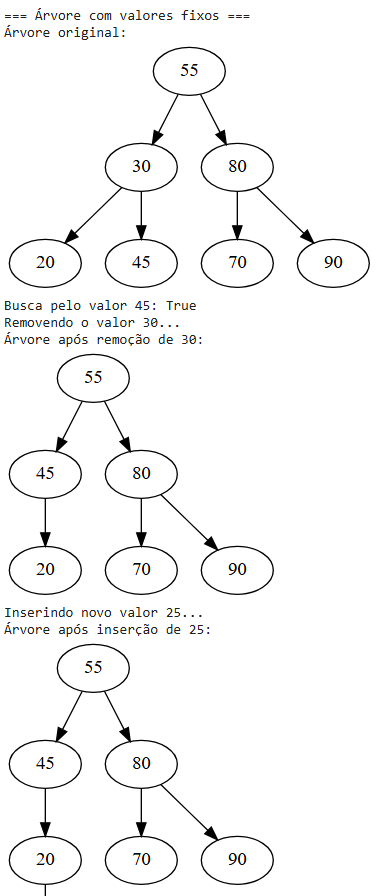 === Árvore com valores fixos ===
Árvore original:
55
30 80
20 45 70 90
Busca pelo valor 45: True
Removendo o valor 30...
Árvore após remoção de 30:
55
45 80
20 70 90
Inserindo novo valor 25...
Árvore após inserção de 25:
55
45 80
20 70 90